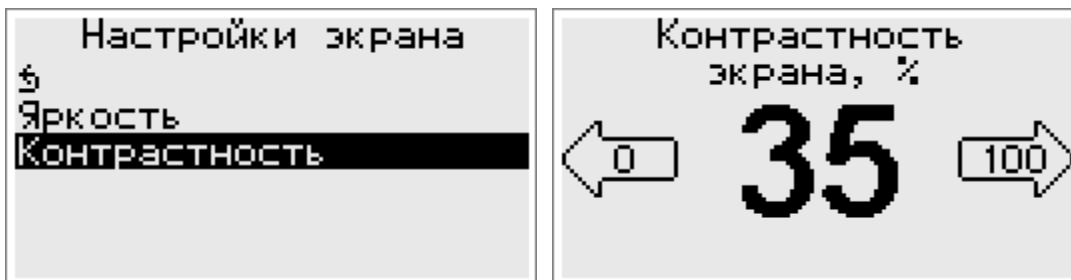 Настройки экрана
Яркость
Контрастность
Контрастность
экрана, %
0
35
100